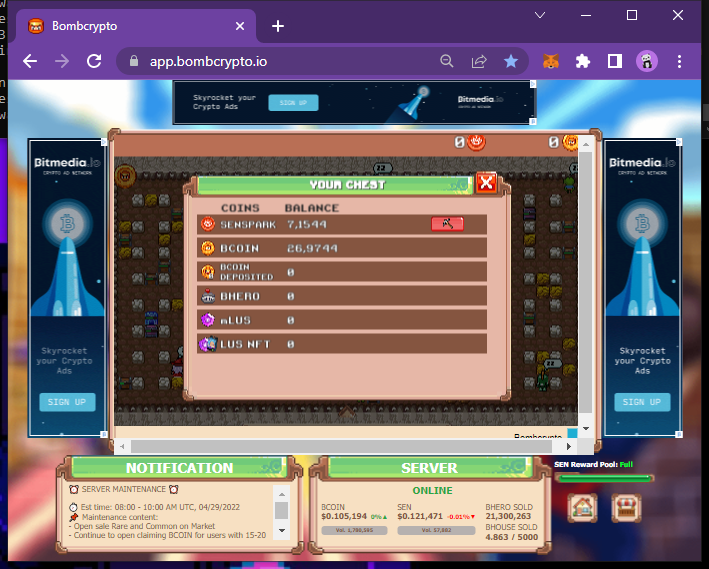 Bombcrypto
app.bombcrypto.io
Skyrocket your
Crypto Ads
SIGN UP
Bitmedia.io
0
0
Bitmedia.io
CRYPTO AD NETWORK
Skyrocket
your Crypto
Ads
SIGN UP
YOUR CHEST
COINS BALANCE
SENSPARK 7,1544
BCOIN 26,9744
BCOIN
DEPOSITED 0
BHERO 0
mLUS 0
LUS NFT 0
Bitmedia.io
CRYPTO AD NETWORK
Skyrocket
your Crypto
Ads
SIGN UP
Bombcrypto
NOTIFICATION
SERVER MAINTENANCE
Est time: 08:00 - 10:00 AM UTC, 04/29/2022
Maintenance content:
- Open sale Rare and Common on Market
- Continue to open claiming BCOIN for users with 15-20
SERVER
ONLINE
BCOIN
$0.105,194 0%▲
SEN
$0.121,471 -0.01%▼
BHERO SOLD
21,300,263
BHOUSE SOLD
4.863 / 5000
SEN Reward Pool: Full